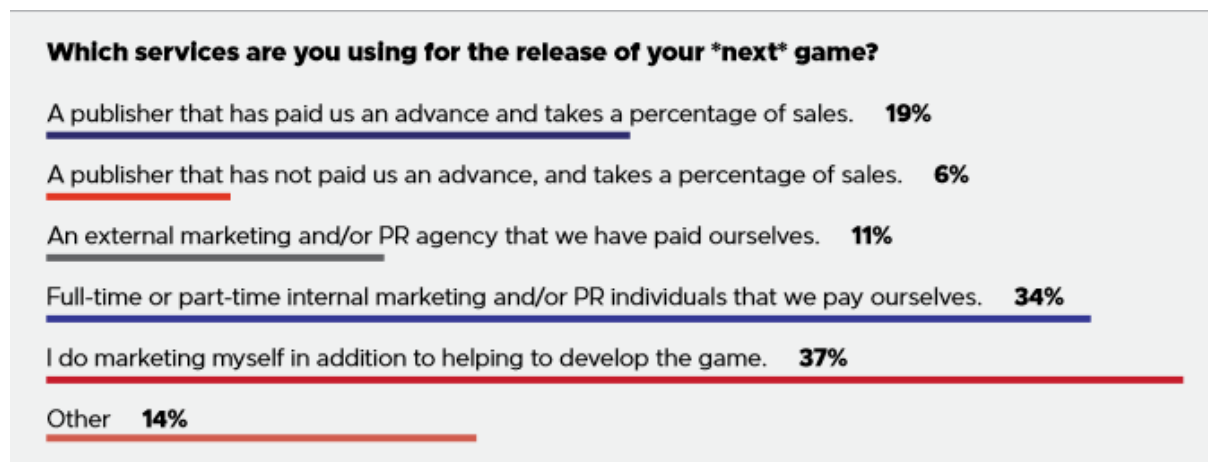 Which services are you using for the release of your *next* game?
A publisher that has paid us an advance and takes a percentage of sales. 19%
A publisher that has not paid us an advance, and takes a percentage of sales. 6%
An external marketing and/or PR agency that we have paid ourselves. 11%
Full-time or part-time internal marketing and/or PR individuals that we pay ourselves. 34%
I do marketing myself in addition to helping to develop the game. 37%
Other 14%